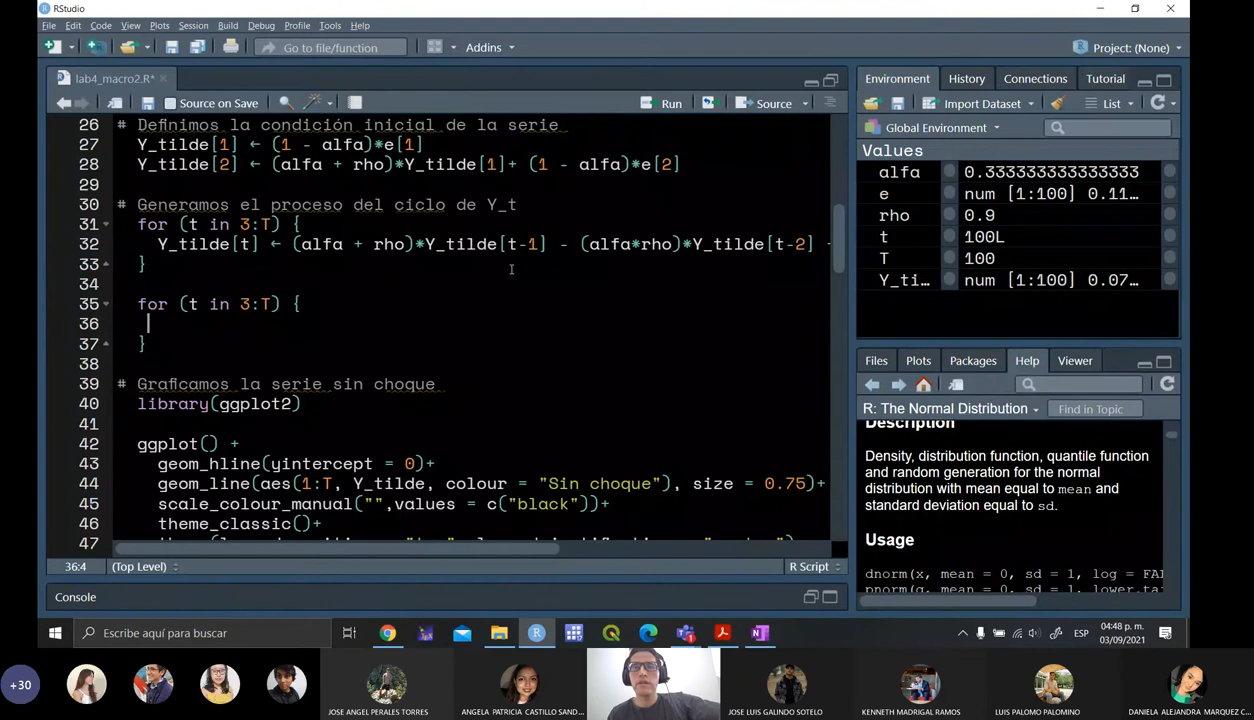 RStudio
File Edit Code View Plots Session Build Debug Profile Tools Help
Go to file/function Addins Project: (None)
lab4_macro2.R*
Source on Save Run Source
26 # Definimos la condición inicial de la serie
27 Y_tilde[1] ← (1 - alfa)*e[1]
28 Y_tilde[2] ← (alfa + rho)*Y_tilde[1]+ (1 - alfa)*e[2]
29
30 # Generamos el proceso del ciclo de Y_t
31 for (t in 3:T) {
32 Y_tilde[t] ← (alfa + rho)*Y_tilde[t-1] - (alfa*rho)*Y_tilde[t-2]
33 }
34
35 for (t in 3:T) {
36
37 }
38
39 # Graficamos la serie sin choque
40 library(ggplot2)
41
42 ggplot() +
43 geom_hline(yintercept = 0)+
44 geom_line(aes(1:T, Y_tilde, colour = "Sin choque"), size = 0.75)+
45 scale_colour_manual("",values = c("black"))+
46 theme_classic()+
47
36:4 (Top Level) R Script
Console
Environment History Connections Tutorial
Import Dataset List
Global Environment
Values
alfa 0.3333333333333333
e num [1:100] 0.11…
rho 0.9
t 100L
T 100
Y_ti… num [1:100] 0.07…
Files Plots Packages Help Viewer
R: The Normal Distribution Find in Topic
Description
Density, distribution function, quantile function
and random generation for the normal
distribution with mean equal to mean and
standard deviation equal to sd.
Usage
dnorm(x, mean = 0, sd = 1, log = FAL
pnorm(q, mean = 0, sd = 1, lower.ta
Escribe aquí para buscar
ESP
04:48 p. m.
03/09/2021
+30
JOSE ANGEL PERALES TORRES
ANGELA PATRICIA CASTILLO SAND...
JOSE LUIS GALINDO SOTELO
KENNETH MADRIGAL RAMOS
LUIS PALOMO PALOMINO
DANIELA ALEJANDRA MARQUEZ C...